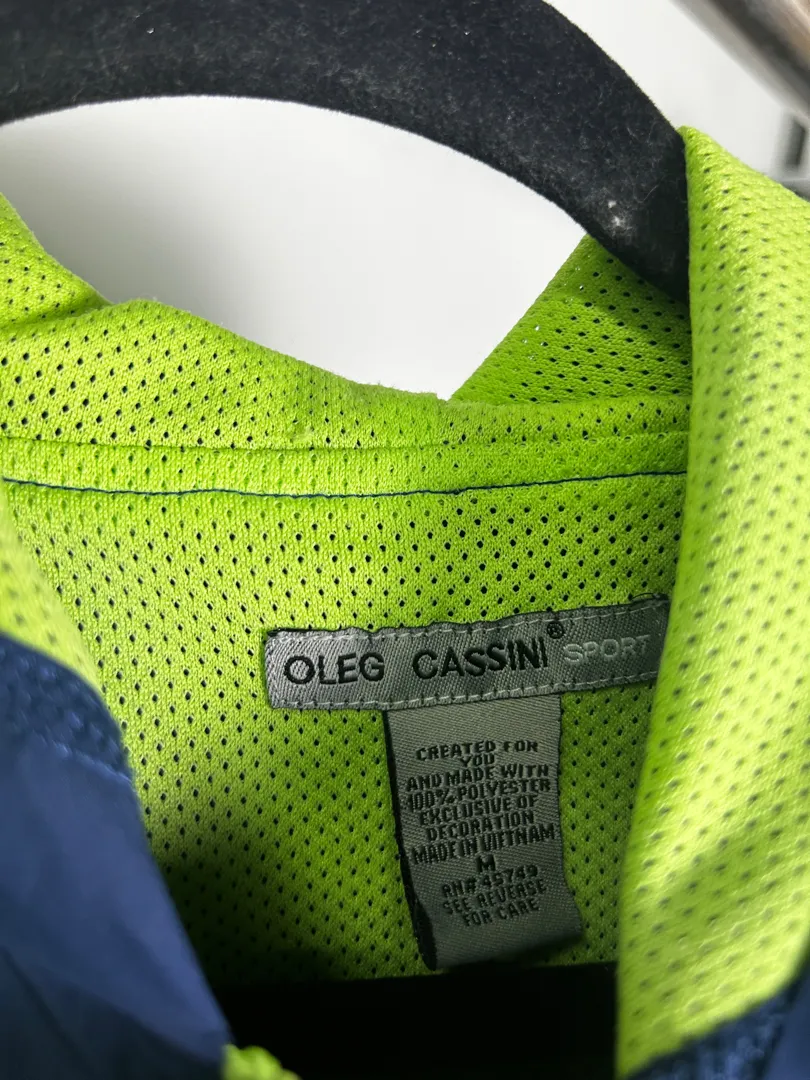 OLEG CASSINI® SPORT
CREATED FOR
YOU
AND MADE WITH
100% POLYESTER
EXCLUSIVE OF
DECORATION
MADE IN VIETNAM
M
RN# 49749
SEE REVERSE
FOR CARE